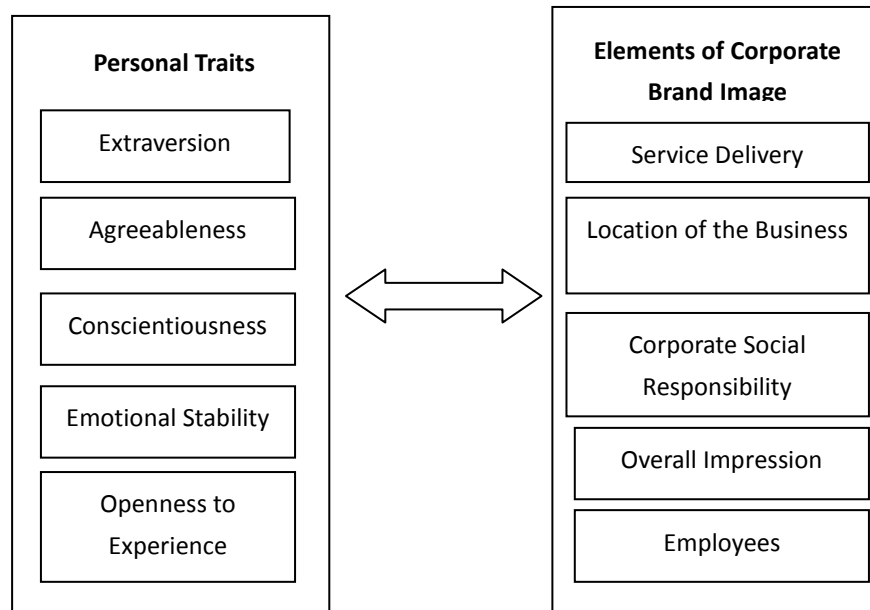 Personal Traits
Extraversion
Agreeableness
Conscientiousness
Emotional Stability
Openness to
Experience
Elements of Corporate
Brand Image
Service Delivery
Location of the Business
Corporate Social
Responsibility
Overall Impression
Employees